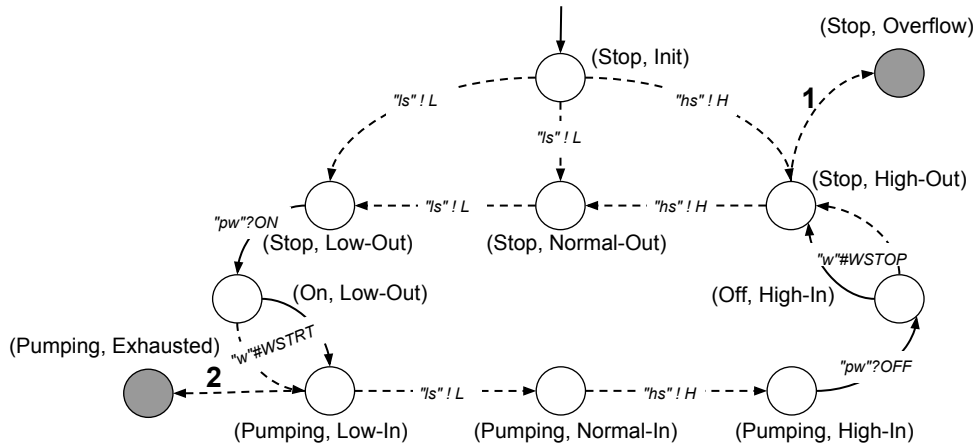 (Stop, Overflow)
(Stop, Init)
1
"ls" ! L
"hs" ! H
"ls" ! L
(Stop, High-Out)
"ls" ! L
"hs" ! H
"pw"?ON
(Stop, Low-Out)
(Stop, Normal-Out)
"w"#WSTOP
(On, Low-Out)
(Off, High-In)
(Pumping, Exhausted)
"w"#WSTRT
2
"pw"?OFF
"ls" ! L
"hs" ! H
(Pumping, Low-In)
(Pumping, Normal-In)
(Pumping, High-In)